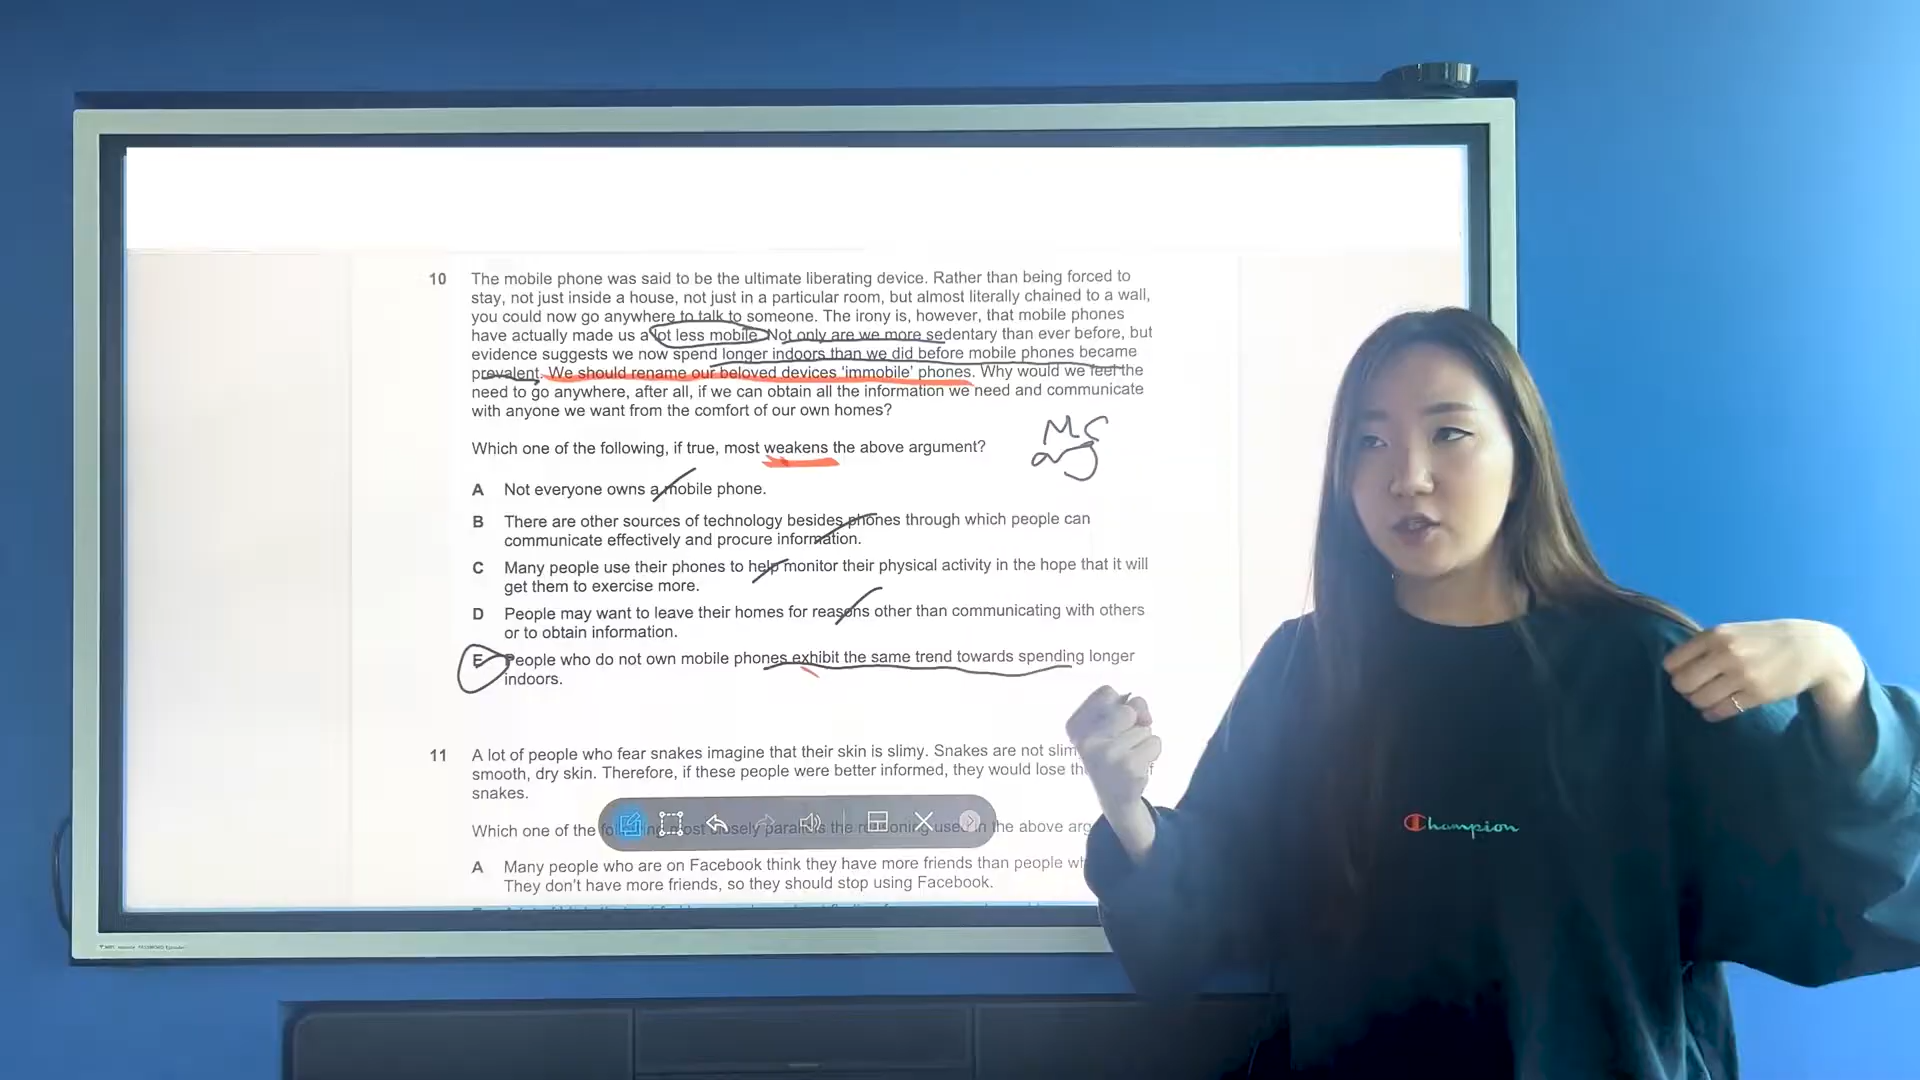 10 The mobile phone was said to be the ultimate liberating device. Rather than being forced to
stay, not just inside a house, not just in a particular room, but almost literally chained to a wall,
you could now go anywhere to talk to someone. The irony is, however, that mobile phones
have actually made us a lot less mobile. Not only are we more sedentary than ever before, but
evidence suggests we now spend longer indoors than we did before mobile phones became
prevalent. We should rename our beloved devices 'immobile' phones. Why would we feel the
need to go anywhere, after all, if we can obtain all the information we need and communicate
with anyone we want from the comfort of our own homes?
Which one of the following, if true, most weakens the above argument?
A Not everyone owns a mobile phone.
B There are other sources of technology besides phones through which people can
communicate effectively and procure information.
C Many people use their phones to help monitor their physical activity in the hope that it will
get them to exercise more.
D People may want to leave their homes for reasons other than communicating with others
or to obtain information.
E People who do not own mobile phones exhibit the same trend towards spending longer
indoors.
11 A lot of people who fear snakes imagine that their skin is slimy. Snakes are not
smooth, dry skin. Therefore, if these people were better informed, they would lose
snakes.
Which one of the most closely parallels the reasoning used in the above
A Many people who are on Facebook think they have more friends than people
They don't have more friends, so they should stop using Facebook.
Champion